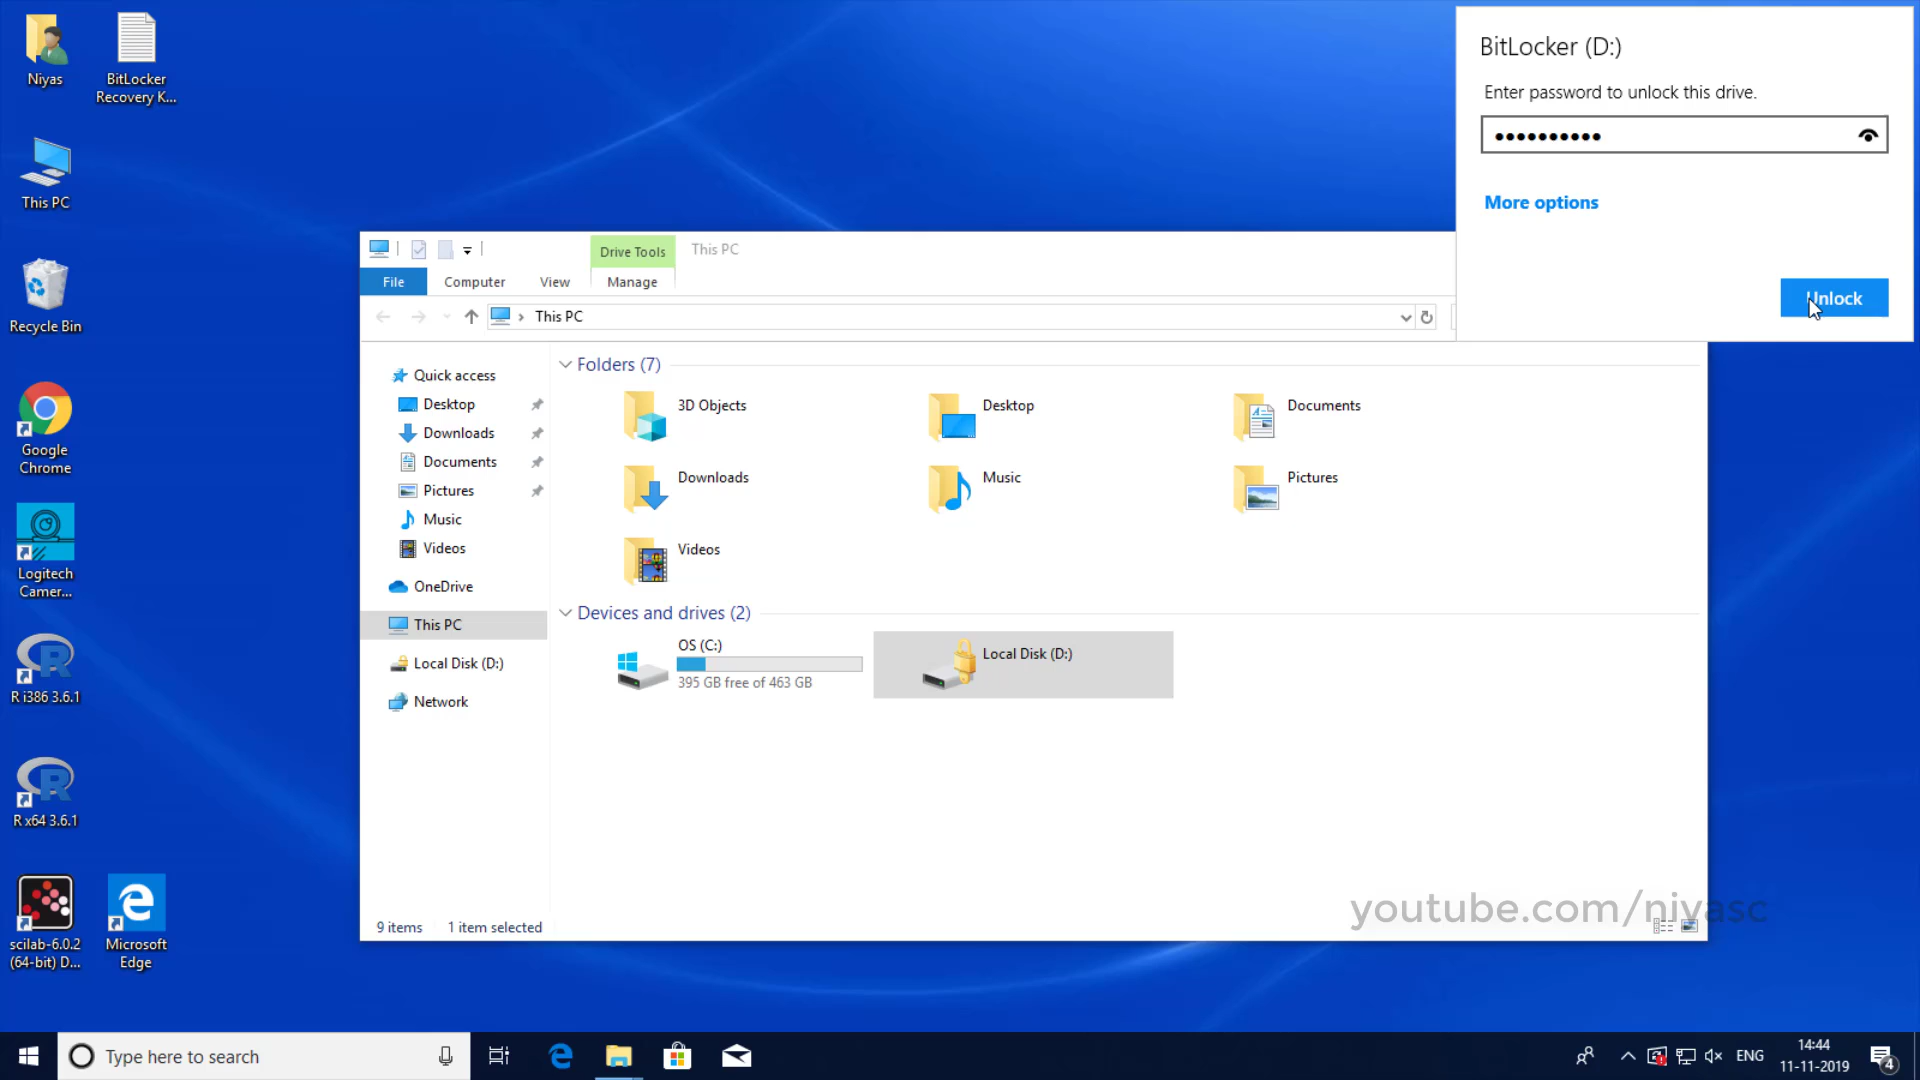 Niyas
BitLocker
Recovery K...
This PC
Recycle Bin
Google
Chrome
Logitech
Camer...
R i386 3.6.1
R x64 3.6.1
scilab-6.0.2
(64-bit) D...
Microsoft
Edge
Drive Tools
This PC
File
Computer
View
Manage
This PC
Quick access
Desktop
Downloads
Documents
Pictures
Music
Videos
OneDrive
This PC
Local Disk (D:)
Network
Folders (7)
3D Objects
Desktop
Documents
Downloads
Music
Pictures
Videos
Devices and drives (2)
OS (C:)
395 GB free of 463 GB
Local Disk (D:)
9 items
1 item selected
youtube.com/niyasc
BitLocker (D:)
Enter password to unlock this drive.
More options
Unlock
Type here to search
ENG
14:44
11-11-2019
4